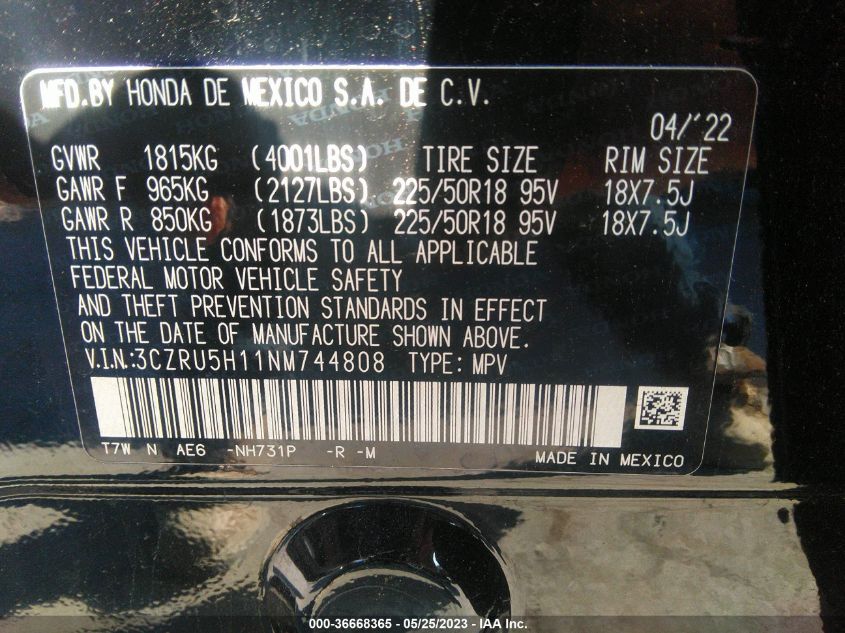 MFD.BY HONDA DE MEXICO S.A. DE C.V.
04/'22
GVWR 1815KG (4001LBS) TIRE SIZE RIM SIZE
GAWR F 965KG (2127LBS) 225/50R18 95V 18X7.5J
GAWR R 850KG (1873LBS) 225/50R18 95V 18X7.5J
THIS VEHICLE CONFORMS TO ALL APPLICABLE
FEDERAL MOTOR VEHICLE SAFETY
AND THEFT PREVENTION STANDARDS IN EFFECT
ON THE DATE OF MANUFACTURE SHOWN ABOVE.
V.I.N.:3CZRU5H11NM744808 TYPE: MPV
T7W N AE6 -NH731P -R -M MADE IN MEXICO
000-36668365 - 05/25/2023 - IAA Inc.